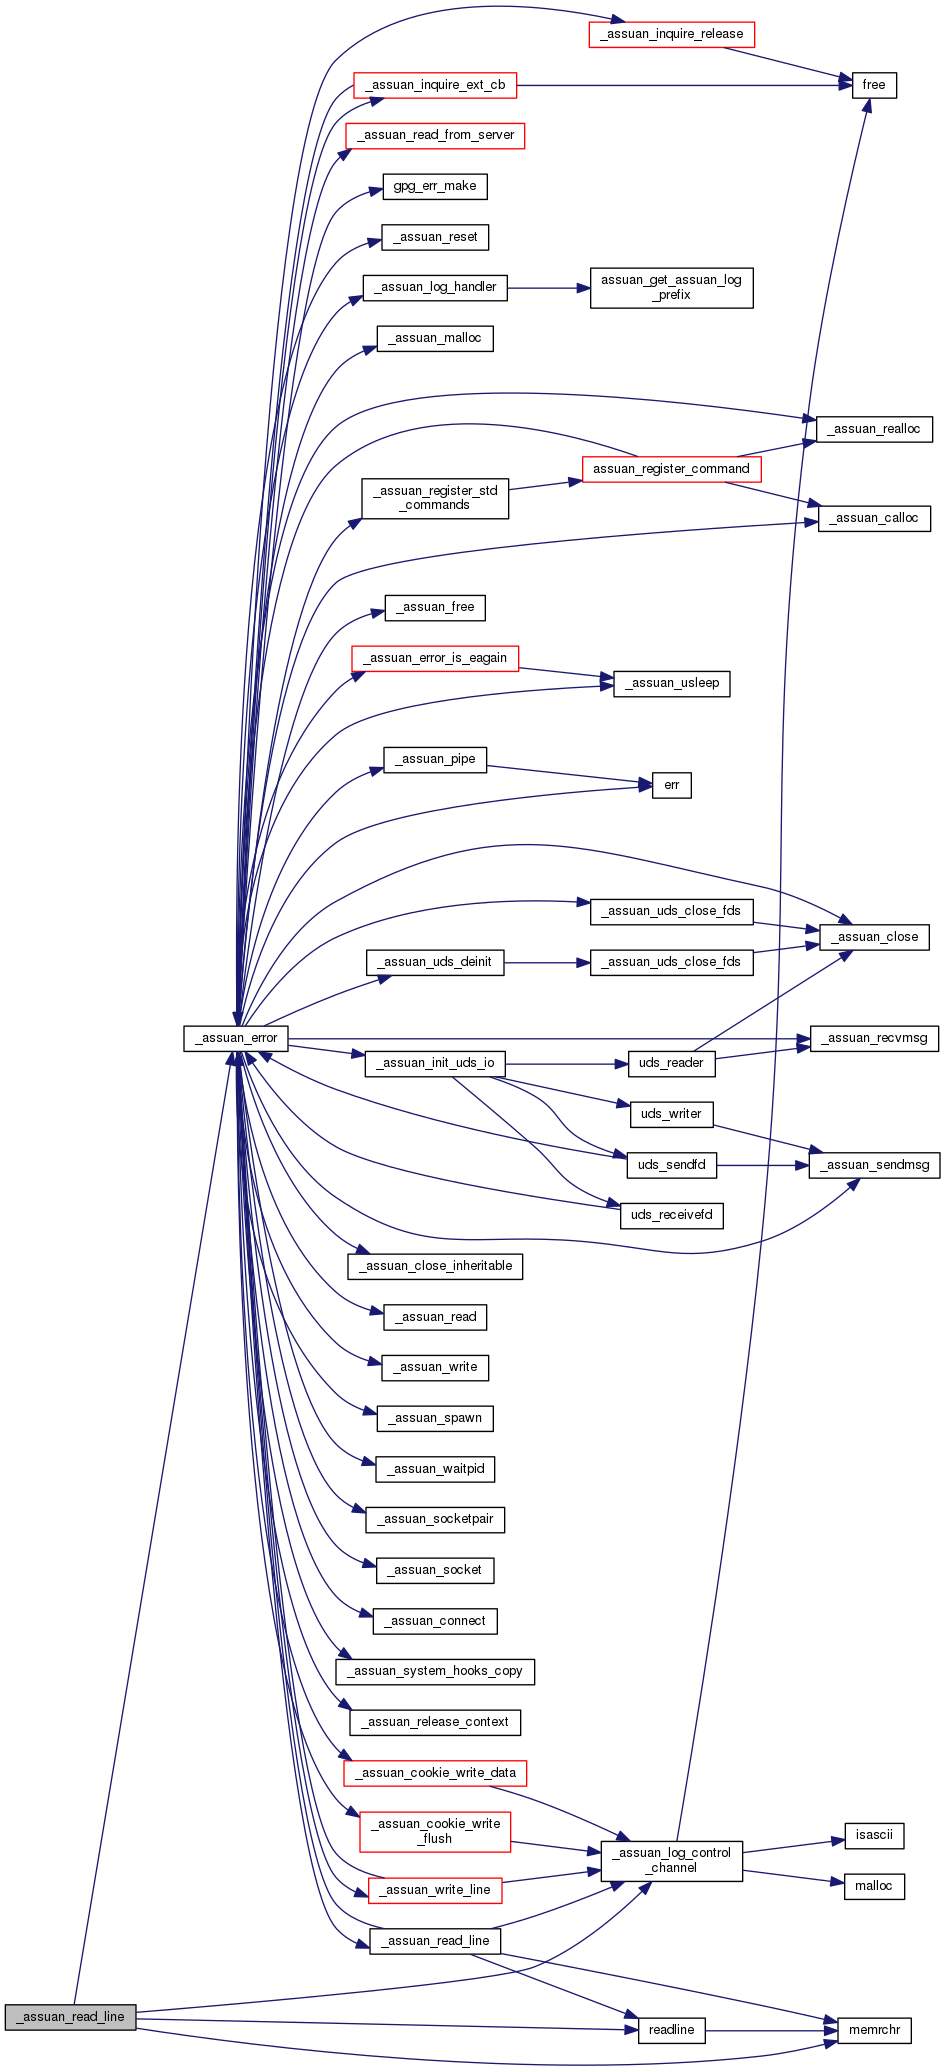 _assuan_inquire_release
_assuan_inquire_ext_cb
free
_assuan_read_from_server
gpg_err_make
_assuan_reset
_assuan_log_handler
assuan_get_assuan_log
_prefix
_assuan_malloc
_assuan_realloc
assuan_register_command
_assuan_register_std
_commands
_assuan_calloc
_assuan_free
_assuan_error_is_eagain
_assuan_usleep
_assuan_pipe
err
_assuan_uds_close_fds
_assuan_close
_assuan_uds_deinit
_assuan_uds_close_fds
_assuan_error
_assuan_recvmsg
_assuan_init_uds_io
uds_reader
uds_writer
uds_sendfd
_assuan_sendmsg
uds_receivefd
_assuan_close_inheritable
_assuan_read
_assuan_write
_assuan_spawn
_assuan_waitpid
_assuan_socketpair
_assuan_socket
_assuan_connect
_assuan_system_hooks_copy
_assuan_release_context
_assuan_cookie_write_data
_assuan_cookie_write
_flush
_assuan_log_control
_channel
isascii
malloc
_assuan_write_line
_assuan_read_line
_assuan_read_line
readline
memrchr